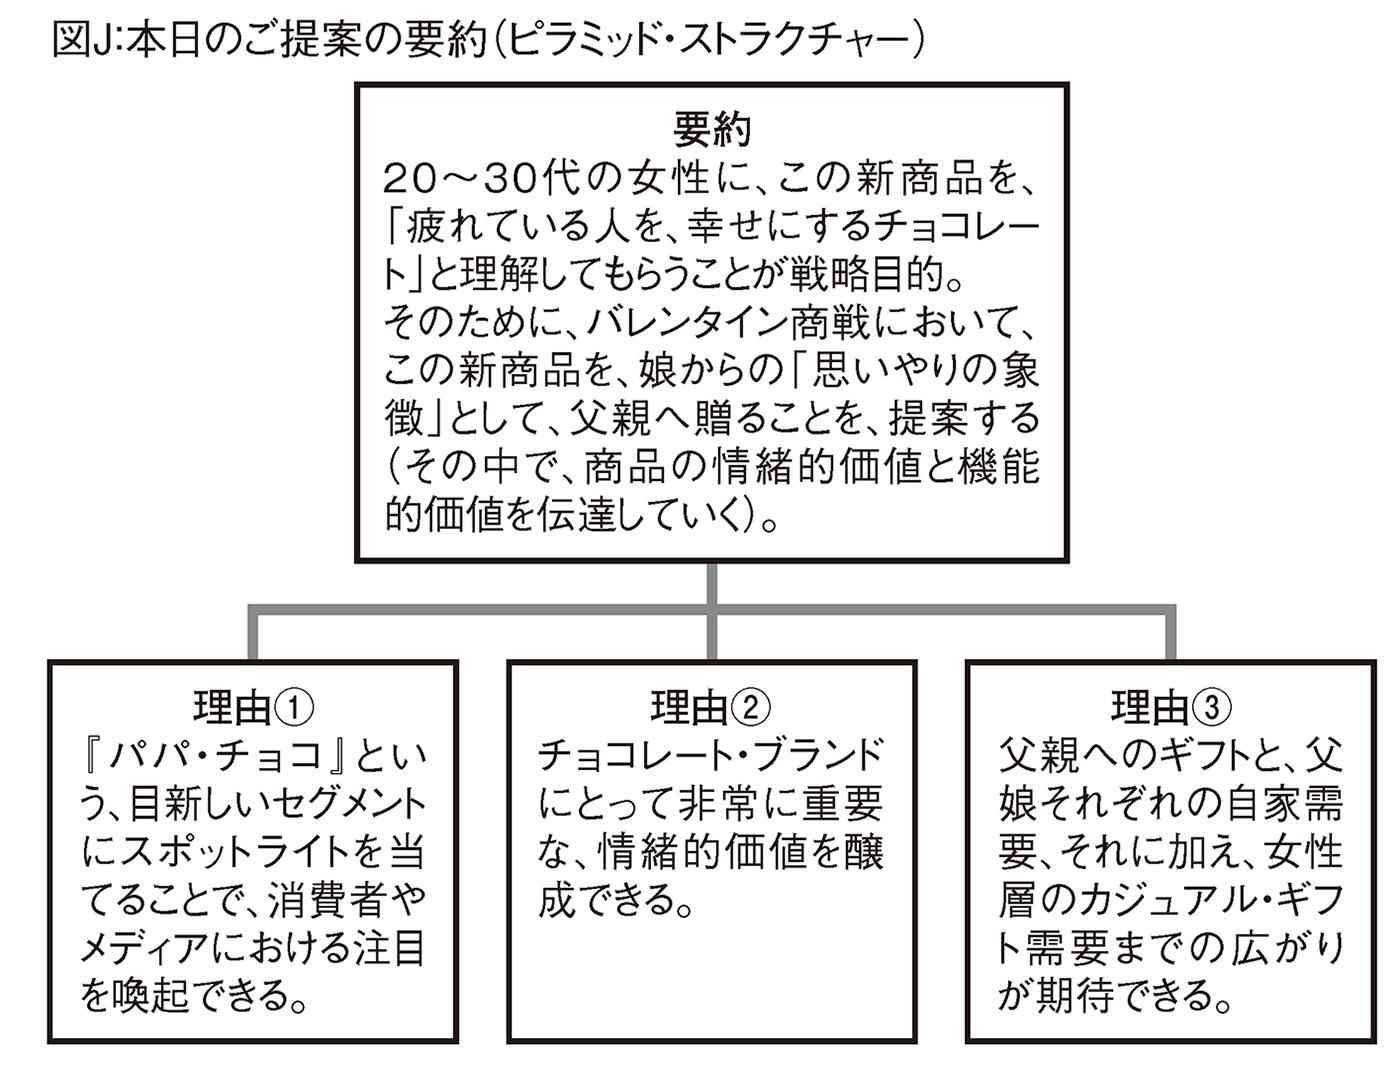 図J:本日のご提案の要約(ピラミッド・ストラクチャー)
要約
20〜30代の女性に、この新商品を、
「疲れている人を、幸せにするチョコレー
ト」と理解してもらうことが戦略目的。
そのために、バレンタイン商戦において、
この新商品を、娘からの「思いやりの象
徴」として、父親へ贈ることを、提案する
(その中で、商品の情緒的価値と機能
的価値を伝達していく)。
理由①
『パパ・チョコ』とい
う、目新しいセグメント
にスポットライトを当
てることで、消費者や
メディアにおける注目
を喚起できる。
理由②
チョコレート・ブランド
にとって非常に重要
な、情緒的価値を醸
成できる。
理由③
父親へのギフトと、父
娘それぞれの自家需
要、それに加え、女性
層のカジュアル・ギフ
ト需要までの広がり
が期待できる。